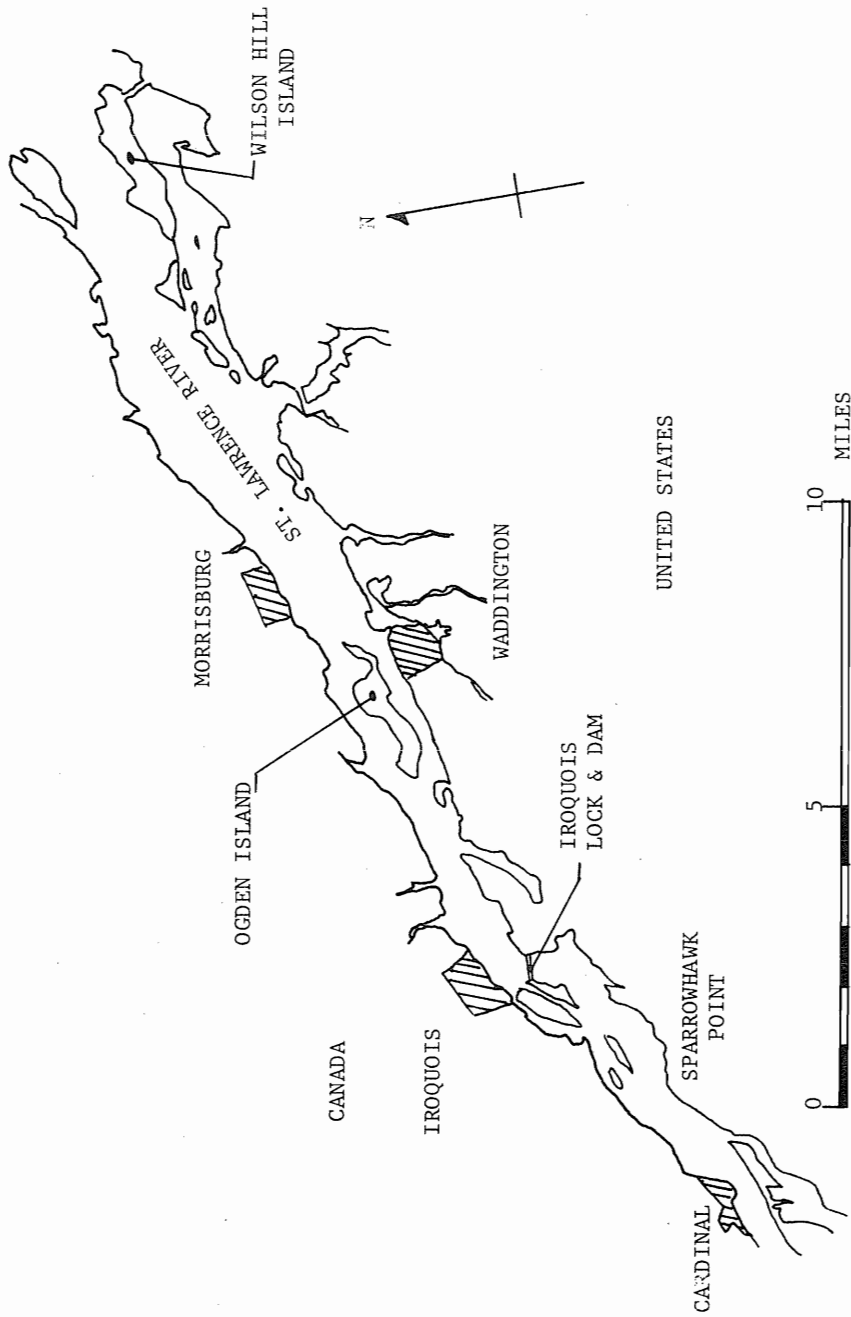 WILSON HILL
ISLAND
N
ST. LAWRENCE RIVER
MORRISBURG
WADDINGTON
UNITED STATES
OGDEN ISLAND
IROQUOIS
LOCK & DAM
CANADA
IROQUOIS
SPARROWHAWK
POINT
CARDINAL
0 5 10
MILES